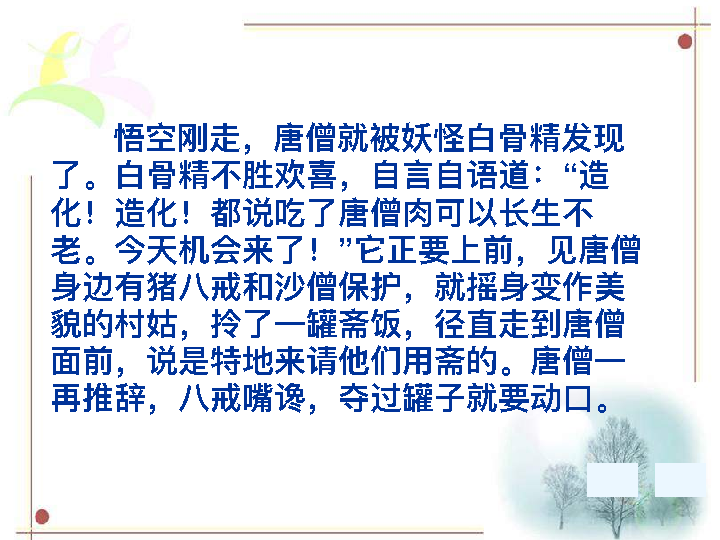 悟空刚走，唐僧就被妖怪白骨精发现
了。白骨精不胜欢喜，自言自语道：“造
化！造化！都说吃了唐僧肉可以长生不
老。今天机会来了！”它正要上前，见唐僧
身边有猪八戒和沙僧保护，就摇身变作美
貌的村姑，拎了一罐斋饭，径直走到唐僧
面前，说是特地来请他们用斋的。唐僧一
再推辞，八戒嘴谗，夺过罐子就要动口。